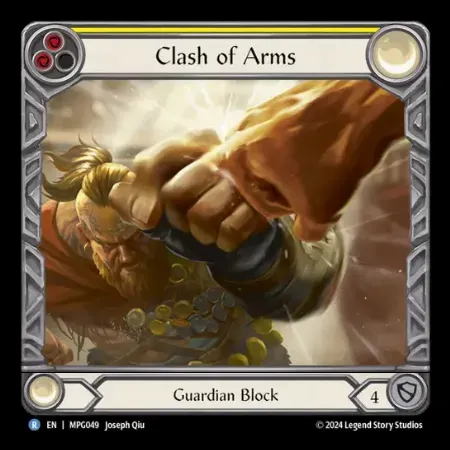 Clash of Arms
Guardian Block
4
R EN | MPG049 Joseph Qiu
© 2024 Legend Story Studios